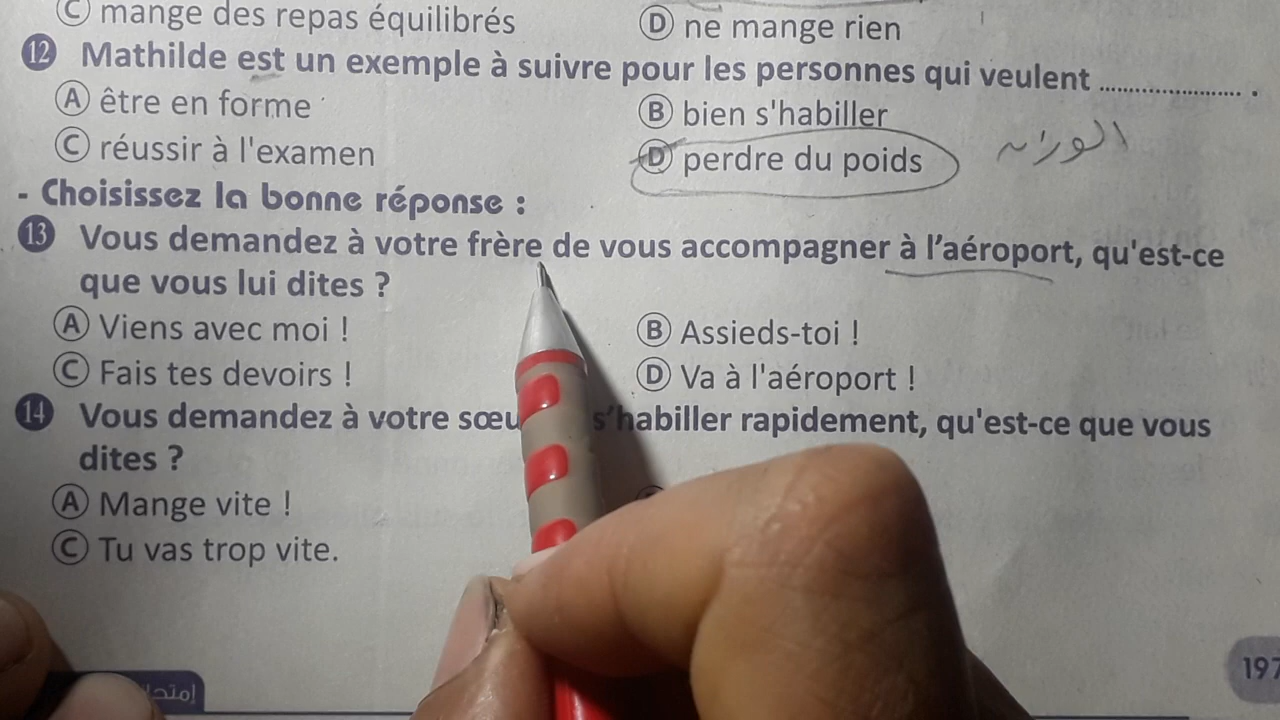 C mange des repas équilibrés D ne mange rien
12 Mathilde est un exemple à suivre pour les personnes qui veulent ........................ .
A être en forme B bien s'habiller
C réussir à l'examen D perdre du poids
- Choisissez la bonne réponse :
13 Vous demandez à votre frère de vous accompagner à l'aéroport, qu'est-ce
que vous lui dites ?
A Viens avec moi ! B Assieds-toi !
C Fais tes devoirs ! D Va à l'aéroport !
14 Vous demandez à votre s'habiller rapidement, qu'est-ce que vous
dites ?
A Mange vite !
C Tu vas trop vite.
197